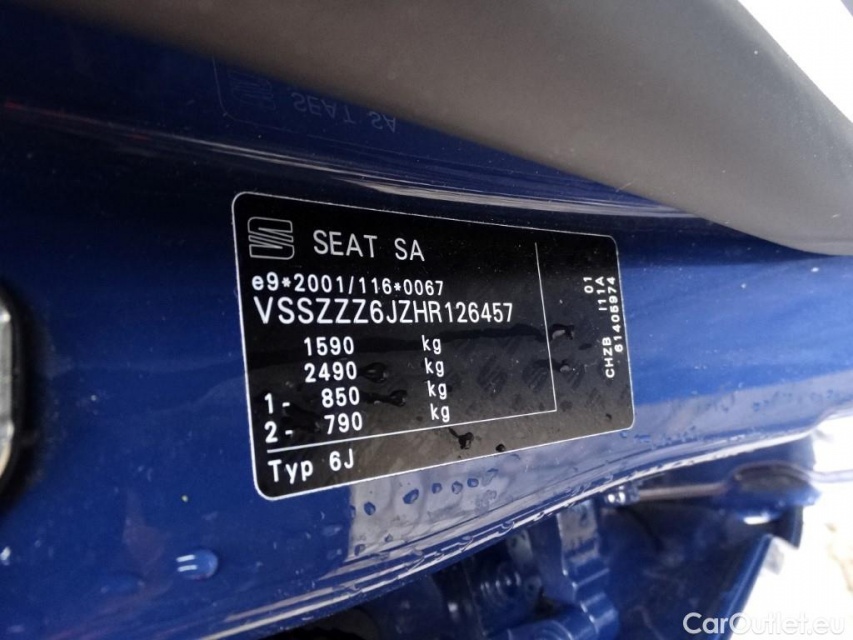 SEAT SA
e9*2001/116*0067
VSSZZZ6JZHR126457
1590 kg
2490 kg
1- 850 kg
2- 790 kg
Typ 6J
01
I11A
CHZB 61405974
SEAT SA
CarOutlet.eu